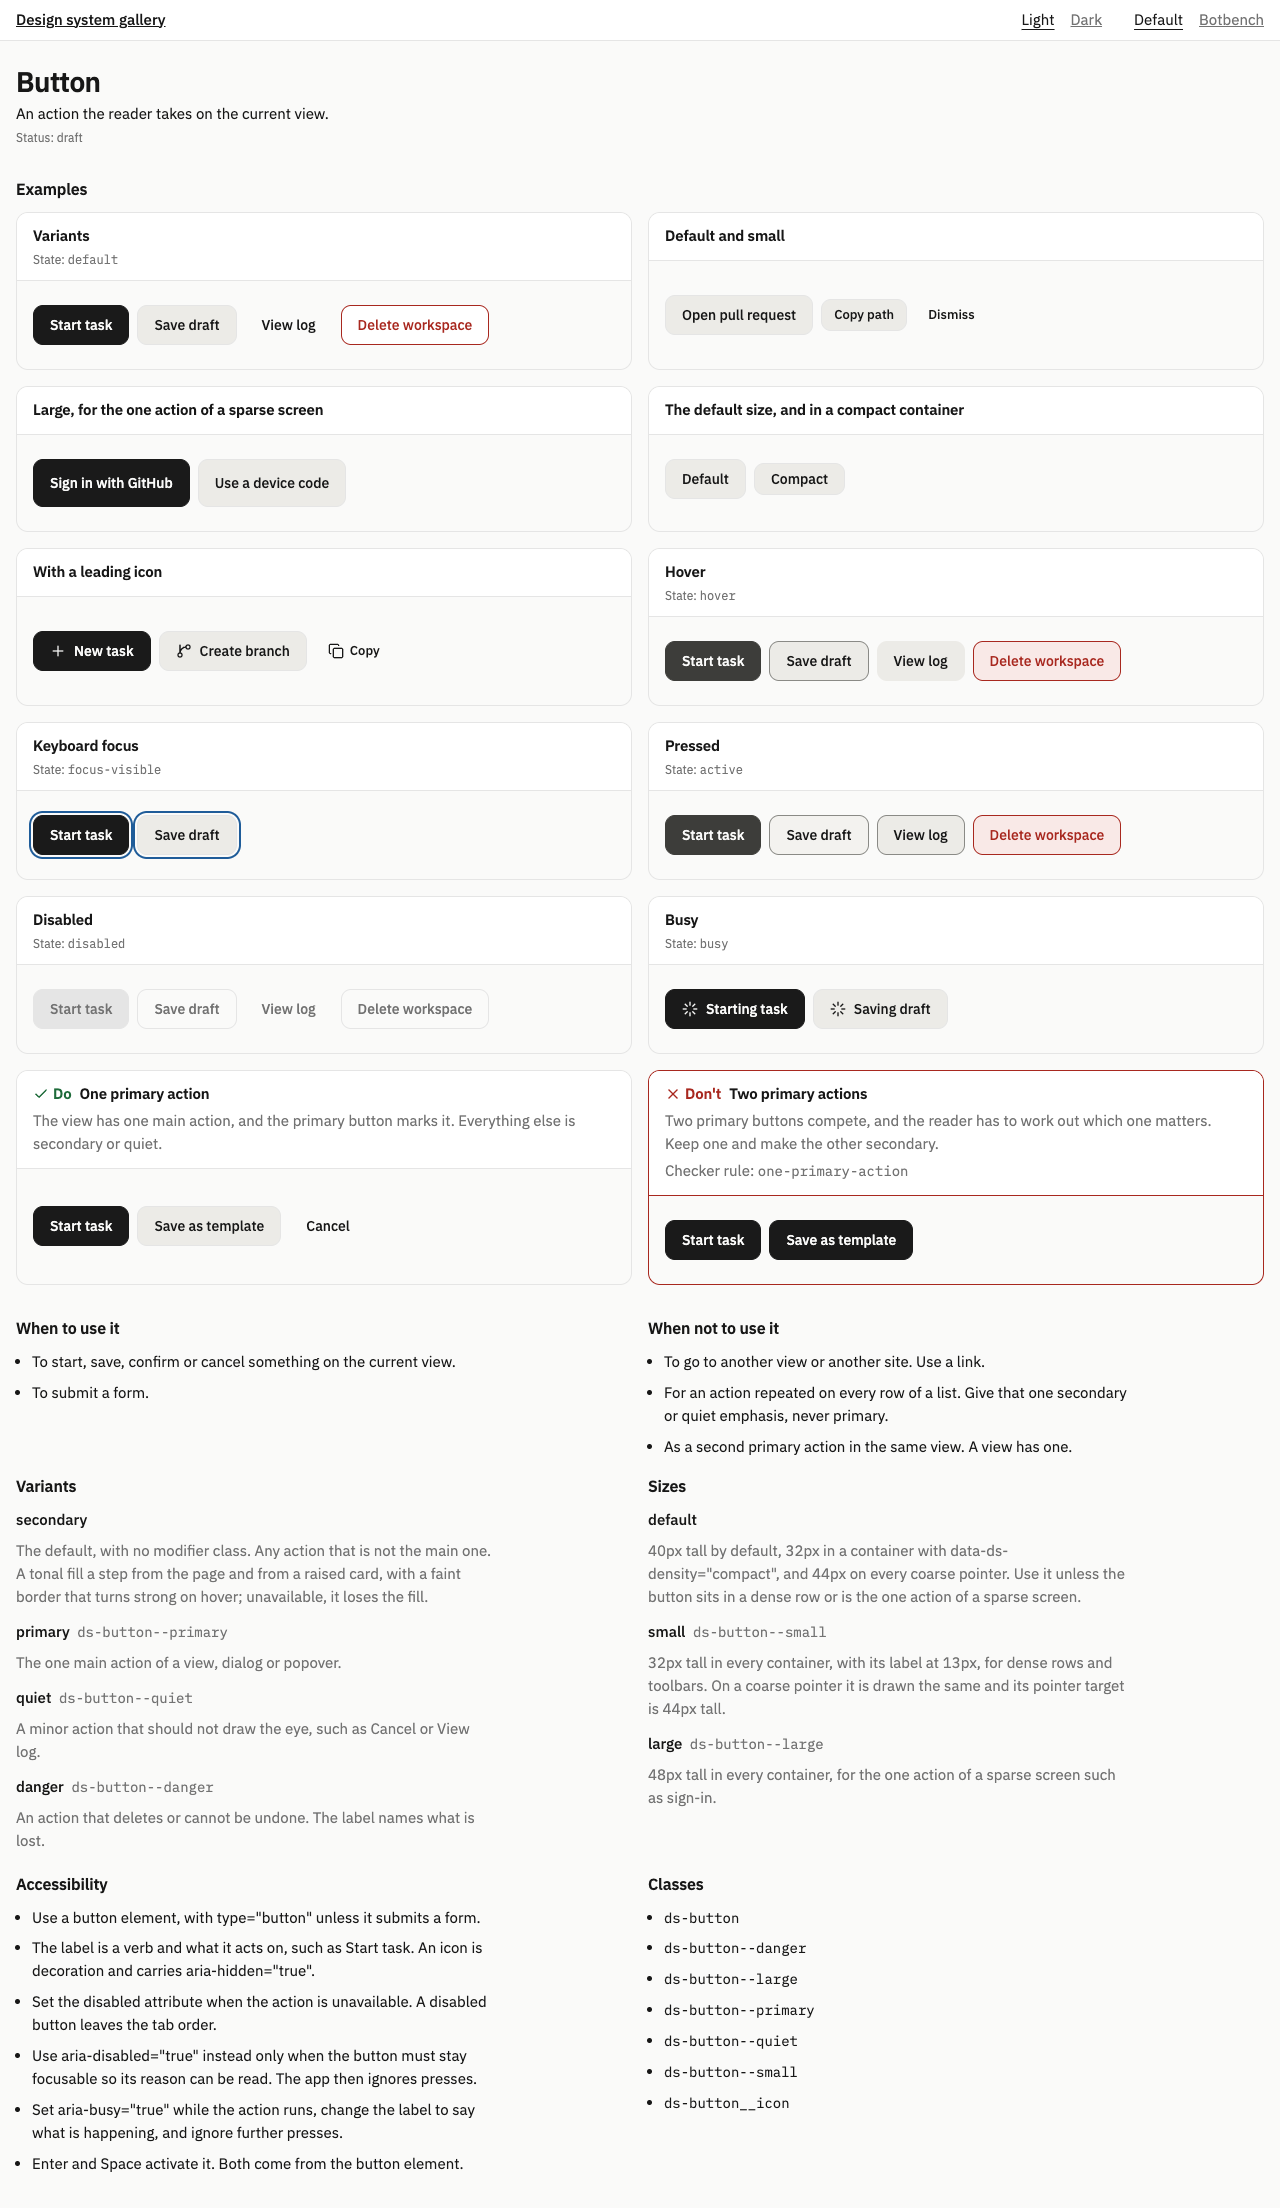 Design system gallery
Light Dark Default Botbench
Button
An action the reader takes on the current view.
Status: draft
Examples
Variants
State: default
Start task Save draft View log Delete workspace
Default and small
Open pull request Copy path Dismiss
Large, for the one action of a sparse screen
Sign in with GitHub Use a device code
The default size, and in a compact container
Default Compact
With a leading icon
New task Create branch Copy
Hover
State: hover
Start task Save draft View log Delete workspace
Keyboard focus
State: focus-visible
Start task Save draft
Pressed
State: active
Start task Save draft View log Delete workspace
Disabled
State: disabled
Start task Save draft View log Delete workspace
Busy
State: busy
Starting task Saving draft
Do One primary action
The view has one main action, and the primary button marks it. Everything else is
secondary or quiet.
Start task Save as template Cancel
Don't Two primary actions
Two primary buttons compete, and the reader has to work out which one matters.
Keep one and make the other secondary.
Checker rule: one-primary-action
Start task Save as template
When to use it
To start, save, confirm or cancel something on the current view.
To submit a form.
When not to use it
To go to another view or another site. Use a link.
For an action repeated on every row of a list. Give that one secondary
or quiet emphasis, never primary.
As a second primary action in the same view. A view has one.
Variants
secondary
The default, with no modifier class. Any action that is not the main one.
A tonal fill a step from the page and from a raised card, with a faint
border that turns strong on hover; unavailable, it loses the fill.
primary ds-button--primary
The one main action of a view, dialog or popover.
quiet ds-button--quiet
A minor action that should not draw the eye, such as Cancel or View
log.
danger ds-button--danger
An action that deletes or cannot be undone. The label names what is
lost.
Sizes
default
40px tall by default, 32px in a container with data-ds-
density="compact", and 44px on every coarse pointer. Use it unless the
button sits in a dense row or is the one action of a sparse screen.
small ds-button--small
32px tall in every container, with its label at 13px, for dense rows and
toolbars. On a coarse pointer it is drawn the same and its pointer target
is 44px tall.
large ds-button--large
48px tall in every container, for the one action of a sparse screen such
as sign-in.
Accessibility
Use a button element, with type="button" unless it submits a form.
The label is a verb and what it acts on, such as Start task. An icon is
decoration and carries aria-hidden="true".
Set the disabled attribute when the action is unavailable. A disabled
button leaves the tab order.
Use aria-disabled="true" instead only when the button must stay
focusable so its reason can be read. The app then ignores presses.
Set aria-busy="true" while the action runs, change the label to say
what is happening, and ignore further presses.
Enter and Space activate it. Both come from the button element.
Classes
ds-button
ds-button--danger
ds-button--large
ds-button--primary
ds-button--quiet
ds-button--small
ds-button__icon